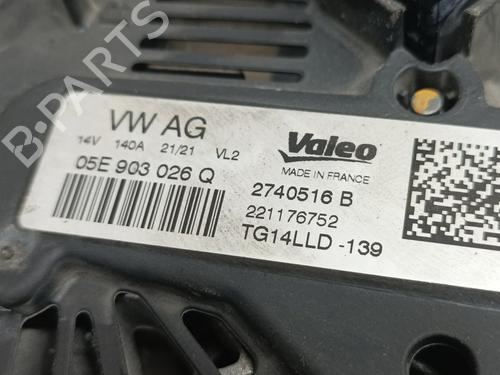 VW AG
14V 140A 21/21 VL2
05E 903 026 Q
Valeo
MADE IN FRANCE
2740516 B
221176752
TG14LLD -139
B-Parts